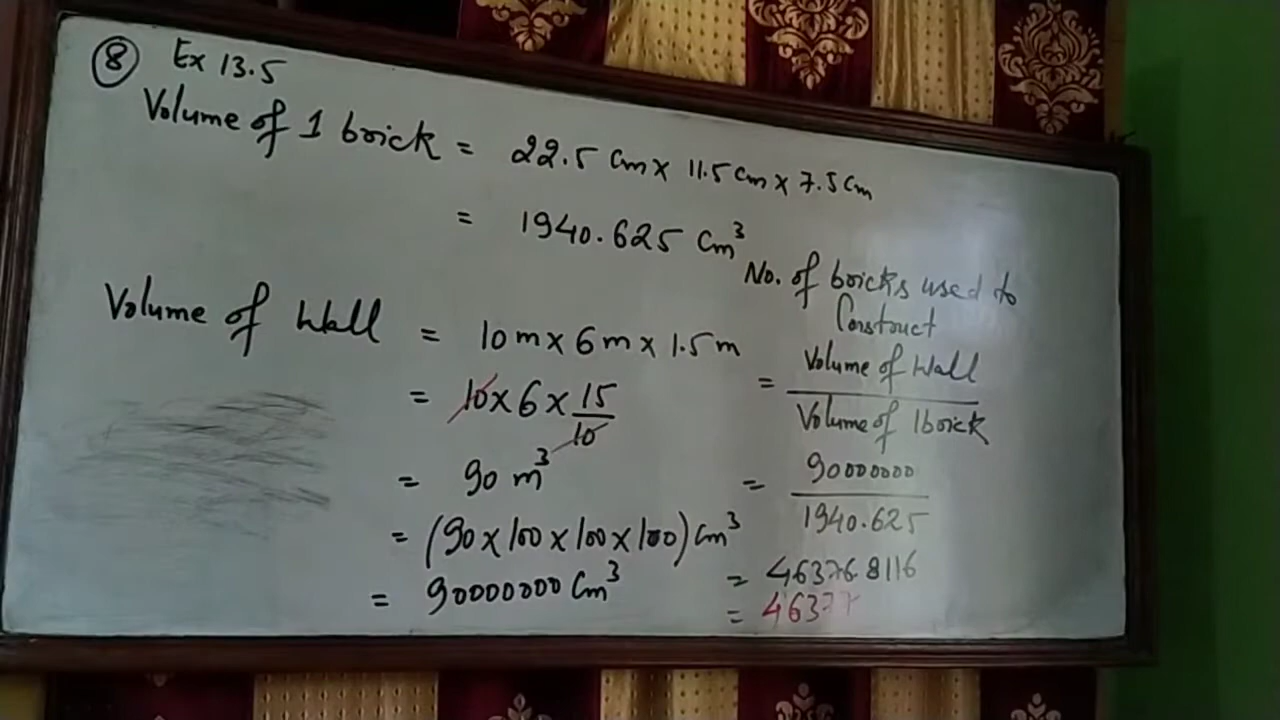 8 Ex 13.5
Volume of 1 brick = 22.5 cm x 11.5 cm x 7.5 cm
= 1940.625 cm³
Volume of Wall = 10 m x 6 m x 1.5 m
= 10 x 6 x 15/10
= 90 m³
= (90 x 100 x 100 x 100) cm³
= 90000000 cm³
No. of bricks used to
Construct
= Volume of Wall / Volume of 1 brick
= 90000000 / 1940.625
= 46376.8116
= 46377